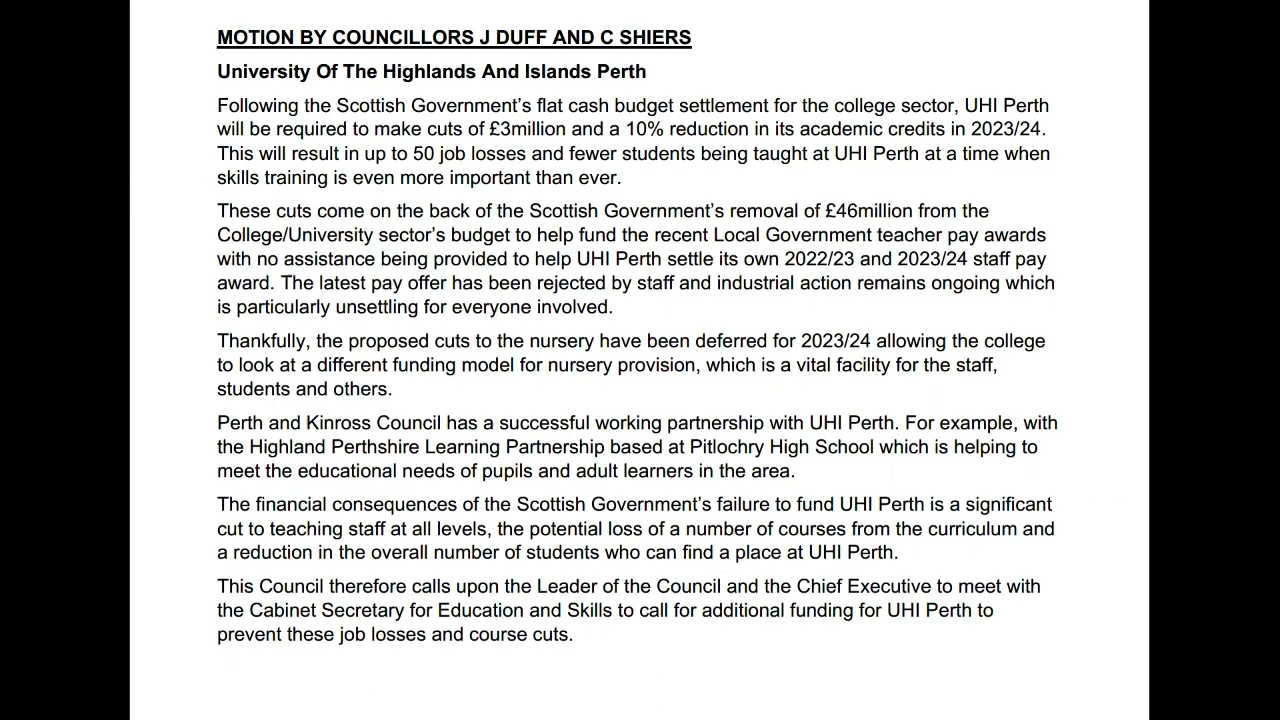 MOTION BY COUNCILLORS J DUFF AND C SHIERS
University Of The Highlands And Islands Perth
Following the Scottish Government’s flat cash budget settlement for the college sector, UHI Perth
will be required to make cuts of £3million and a 10% reduction in its academic credits in 2023/24.
This will result in up to 50 job losses and fewer students being taught at UHI Perth at a time when
skills training is even more important than ever.
These cuts come on the back of the Scottish Government’s removal of £46million from the
College/University sector’s budget to help fund the recent Local Government teacher pay awards
with no assistance being provided to help UHI Perth settle its own 2022/23 and 2023/24 staff pay
award. The latest pay offer has been rejected by staff and industrial action remains ongoing which
is particularly unsettling for everyone involved.
Thankfully, the proposed cuts to the nursery have been deferred for 2023/24 allowing the college
to look at a different funding model for nursery provision, which is a vital facility for the staff,
students and others.
Perth and Kinross Council has a successful working partnership with UHI Perth. For example, with
the Highland Perthshire Learning Partnership based at Pitlochry High School which is helping to
meet the educational needs of pupils and adult learners in the area.
The financial consequences of the Scottish Government’s failure to fund UHI Perth is a significant
cut to teaching staff at all levels, the potential loss of a number of courses from the curriculum and
a reduction in the overall number of students who can find a place at UHI Perth.
This Council therefore calls upon the Leader of the Council and the Chief Executive to meet with
the Cabinet Secretary for Education and Skills to call for additional funding for UHI Perth to
prevent these job losses and course cuts.